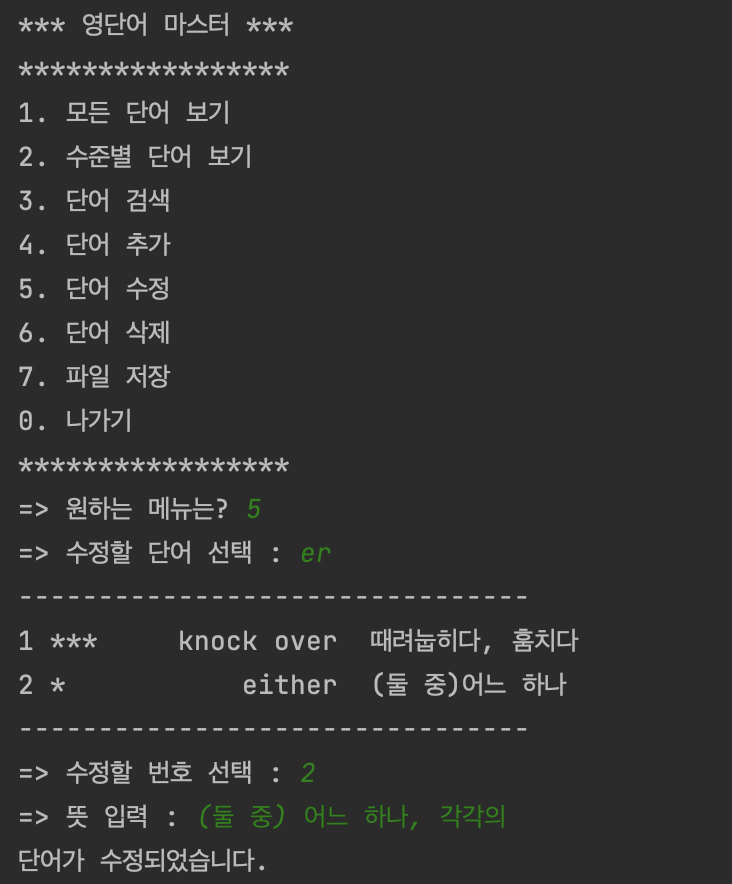 *** 영단어 마스터 ***
*****************
1. 모든 단어 보기
2. 수준별 단어 보기
3. 단어 검색
4. 단어 추가
5. 단어 수정
6. 단어 삭제
7. 파일 저장
0. 나가기
*****************
=> 원하는 메뉴는? 5
=> 수정할 단어 선택 : er
--------------------------------
1 ***     knock over  때려눕히다, 훔치다
2 *           either  (둘 중)어느 하나
--------------------------------
=> 수정할 번호 선택 : 2
=> 뜻 입력 : (둘 중) 어느 하나, 각각의
단어가 수정되었습니다.